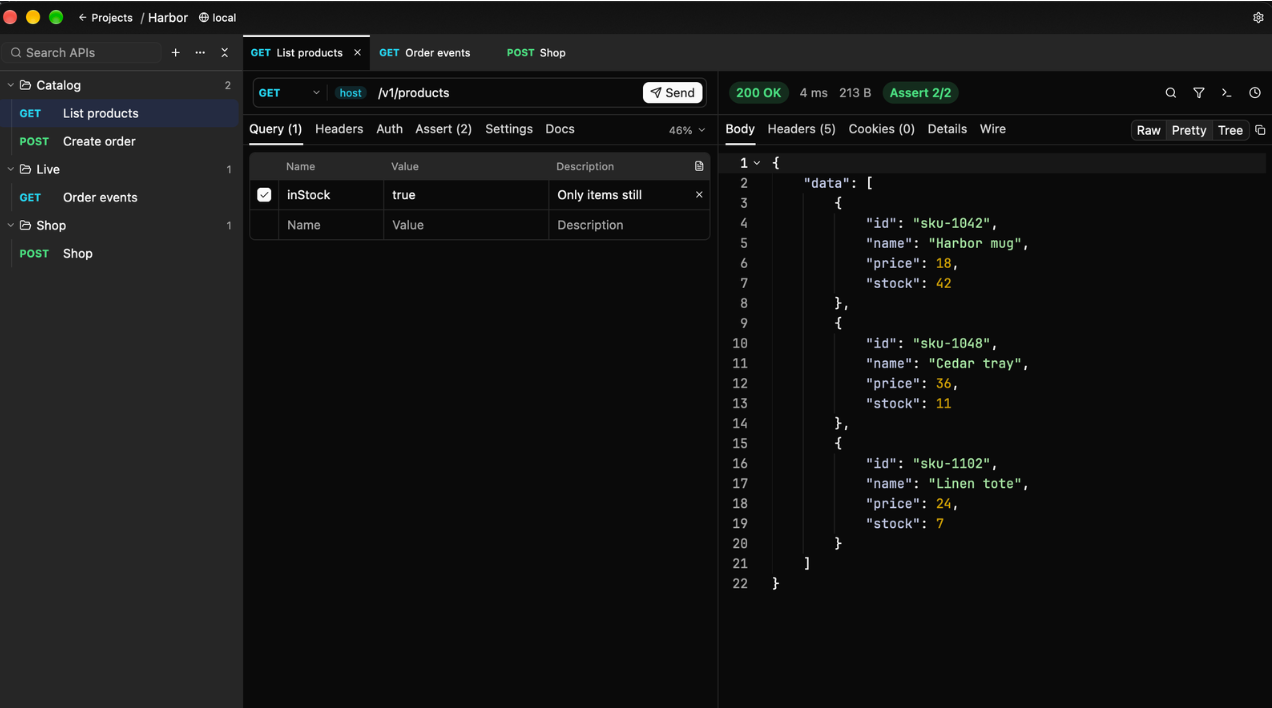 Projects / Harbor local
Search APIs
Catalog 2
GET List products
POST Create order
Live 1
GET Order events
Shop 1
POST Shop
GET List products
GET Order events
POST Shop
GET host /v1/products Send
Query (1) Headers Auth Assert (2) Settings Docs 46%
Name Value Description
inStock true Only items still
Name Value Description
200 OK 4 ms 213 B Assert 2/2
Body Headers (5) Cookies (0) Details Wire Raw Pretty Tree
1 {
2 "data": [
3 {
4 "id": "sku-1042",
5 "name": "Harbor mug",
6 "price": 18,
7 "stock": 42
8 },
9 {
10 "id": "sku-1048",
11 "name": "Cedar tray",
12 "price": 36,
13 "stock": 11
14 },
15 {
16 "id": "sku-1102",
17 "name": "Linen tote",
18 "price": 24,
19 "stock": 7
20 }
21 ]
22 }